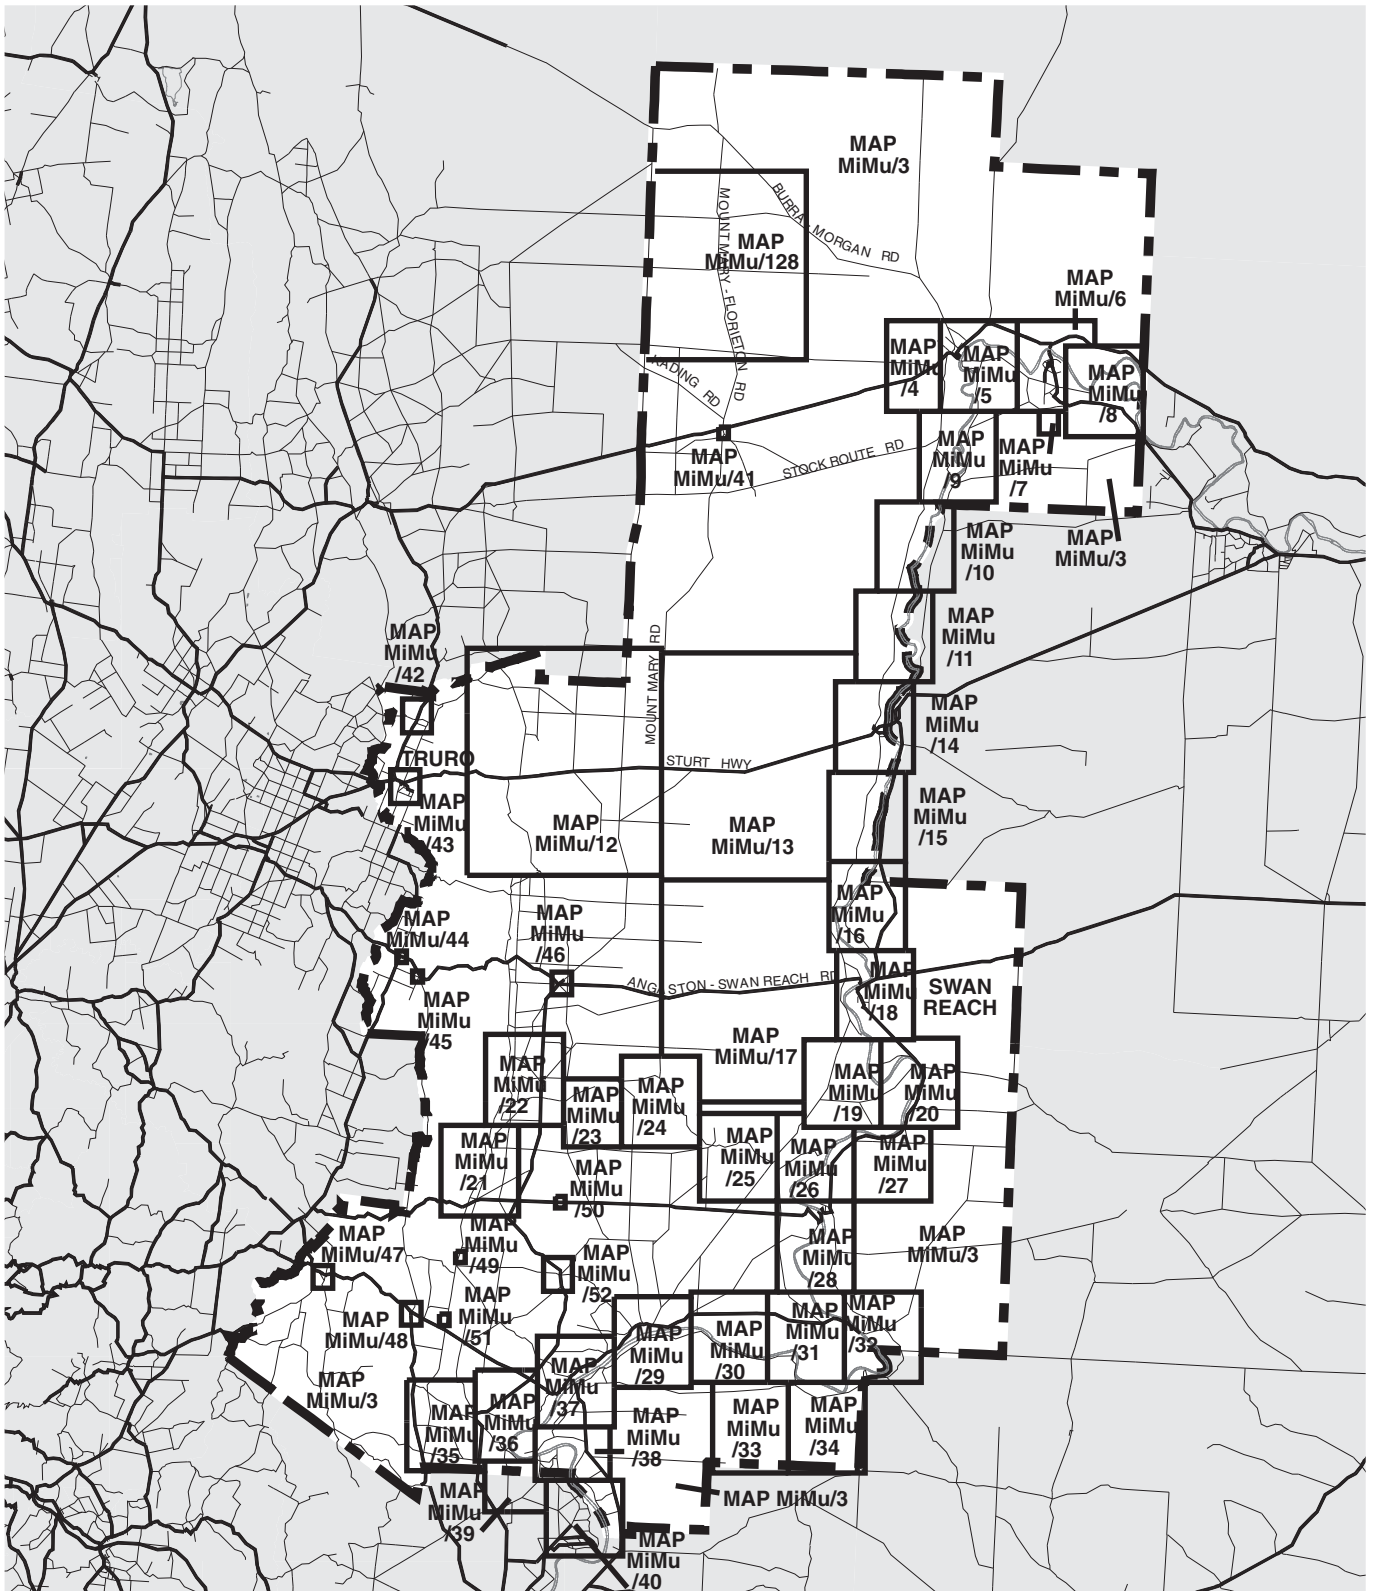 MAP
MiMu/3
MOUNT MARY - FLORIETON RD
BURRA - MORGAN RD
MAP
MiMu/128
MAP
MiMu/6
MAP
MiMu
/4
MAP
MiMu
/5
MAP
MiMu
/8
MAP
MiMu/41
STOCK ROUTE RD
MAP
MiMu
/9
MAP
MiMu
/7
MAP
MiMu/3
MAP
MiMu
/10
MAP
MiMu
/11
MAP
MiMu
/42
MOUNT MARY RD
MAP
MiMu
/14
TRURO
STURT HWY
MAP
MiMu
/43
MAP
MiMu/12
MAP
MiMu/13
MAP
MiMu
/15
MAP
MiMu/44
MAP
MiMu
/46
MAP
MiMu
/16
MAP
MiMu
/45
ANGASTON - SWAN REACH RD
MAP
MiMu
/18
SWAN
REACH
MAP
MiMu/17
MAP
MiMu
/22
MAP
MiMu
/23
MAP
MiMu
/24
MAP
MiMu
/19
MAP
MiMu
/20
MAP
MiMu
/21
MAP
MiMu
/50
MAP
MiMu
/25
MAP
MiMu
/26
MAP
MiMu
/27
MAP
MiMu/47
MAP
MiMu
/49
MAP
MiMu
/52
MAP
MiMu
/28
MAP
MiMu/3
MAP
MiMu/48
MAP
MiMu
/51
MAP
MiMu
/29
MAP
MiMu
/30
MAP
MiMu
/31
MAP
MiMu
/32
MAP
MiMu/3
MAP
MiMu
/35
MAP
MiMu
/36
MAP
MiMu
/37
MAP
MiMu
/38
MAP
MiMu
/33
MAP
MiMu
/34
MAP
MiMu
/39
MAP MiMu/3
MAP
MiMu
/40